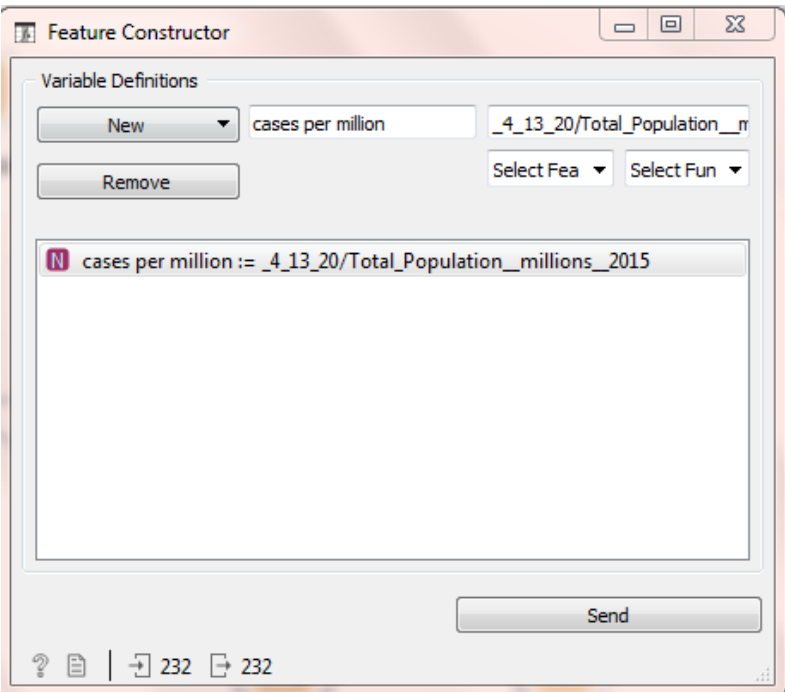 Feature Constructor
Variable Definitions
New cases per million _4_13_20/Total_Population__m
Remove Select Fea Select Fun
N cases per million := _4_13_20/Total_Population__millions__2015
Send
? 232 232